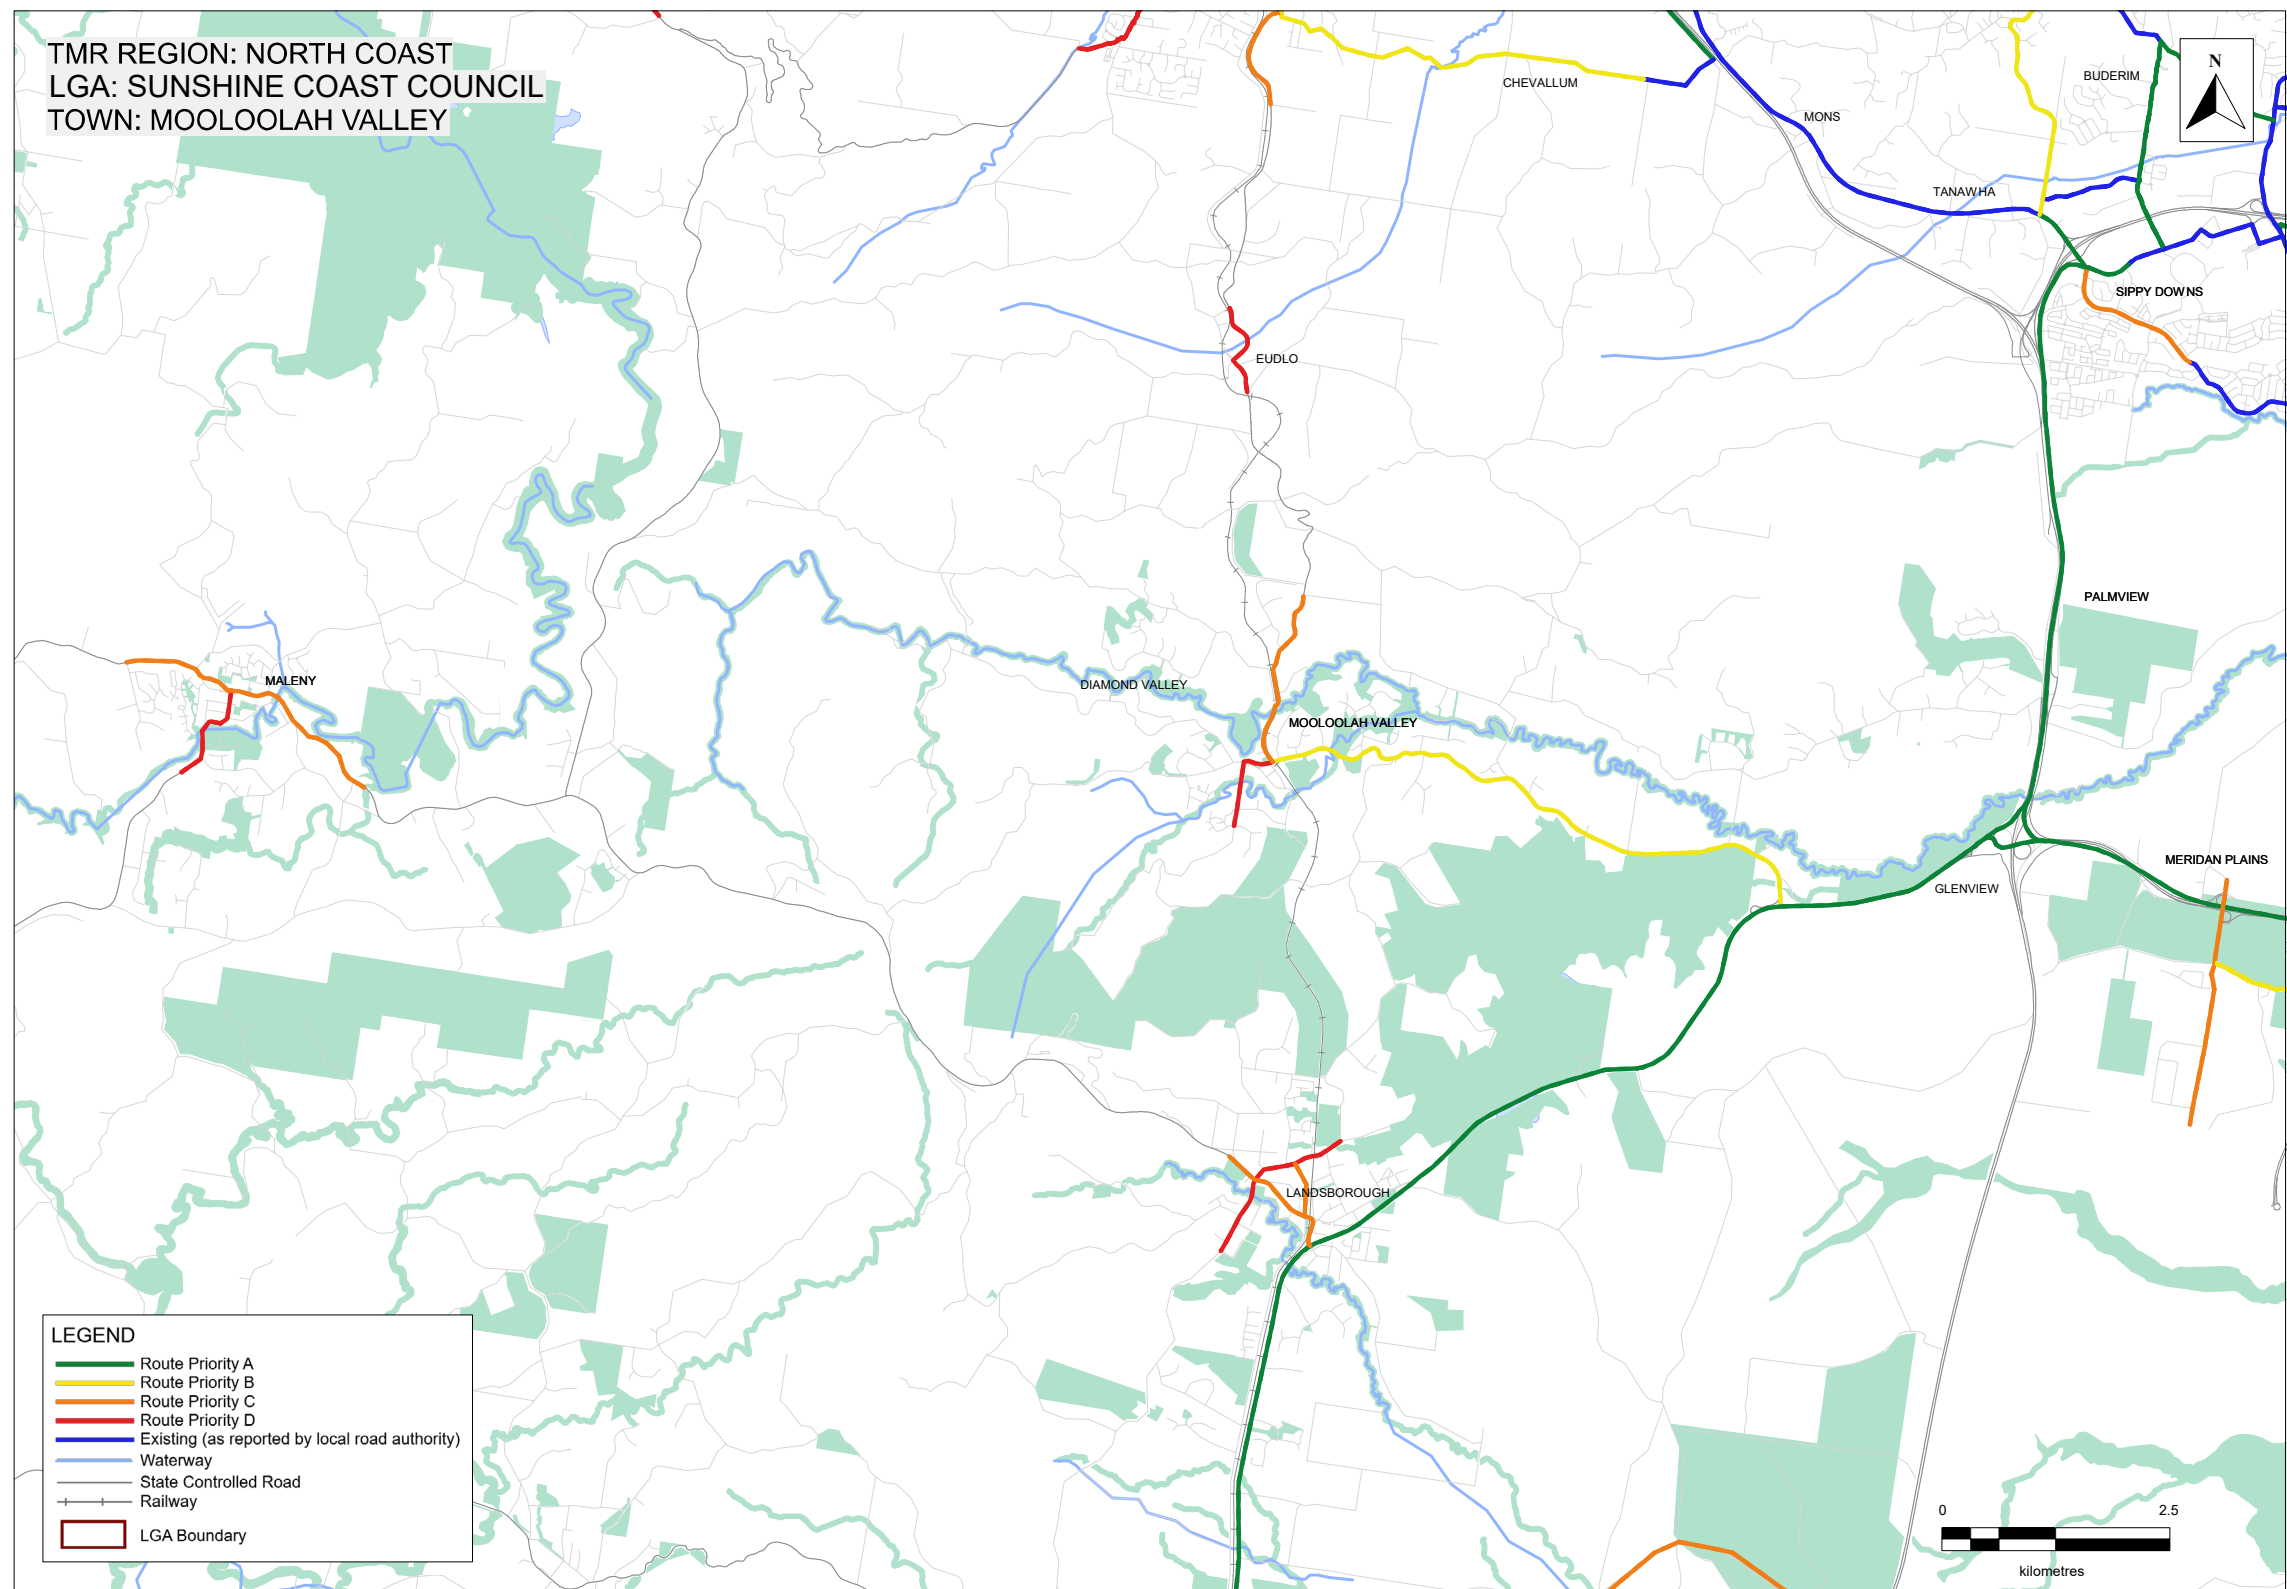 TMR REGION: NORTH COAST
LGA: SUNSHINE COAST COUNCIL
TOWN: MOOLOOLAH VALLEY
N
BUDERIM
CHEVALLUM
MONS
TANAWHA
SIPPY DOWNS
EUDLO
PALMVIEW
MALENY
DIAMOND VALLEY
MOOLOOLAH VALLEY
MERIDAN PLAINS
GLENVIEW
LANDSBOROUGH
LEGEND
Route Priority A
Route Priority B
Route Priority C
Route Priority D
Existing (as reported by local road authority)
Waterway
State Controlled Road
Railway
LGA Boundary
0 2.5
kilometres